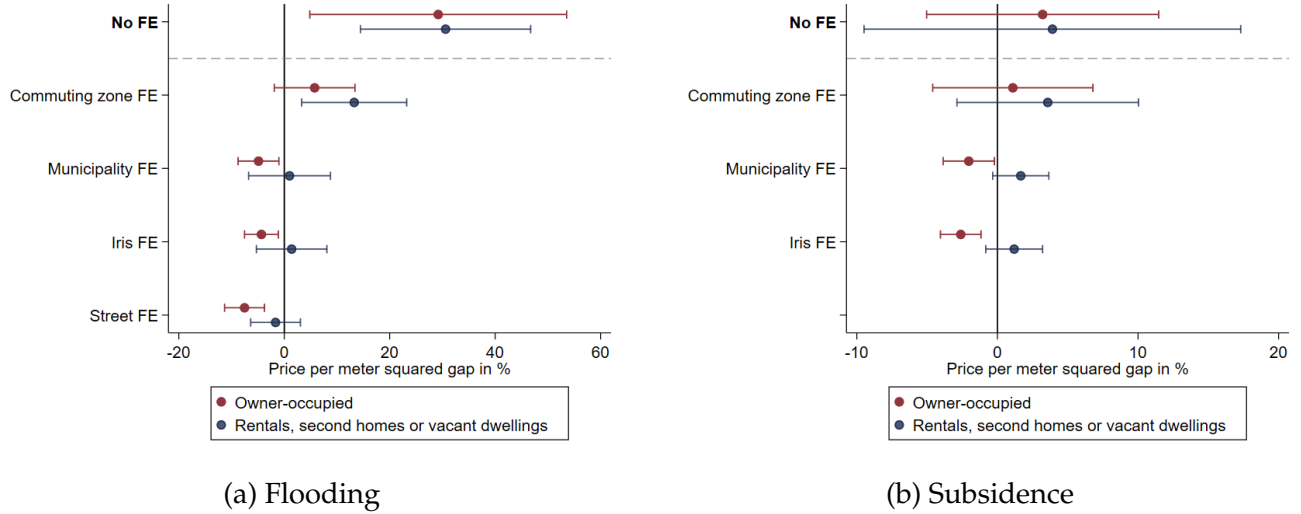 No FE
Commuting zone FE
Municipality FE
Iris FE
Street FE
-20 0 20 40 60
Price per meter squared gap in %
Owner-occupied
Rentals, second homes or vacant dwellings
(a) Flooding
No FE
Commuting zone FE
Municipality FE
Iris FE
-10 0 10 20
Price per meter squared gap in %
Owner-occupied
Rentals, second homes or vacant dwellings
(b) Subsidence